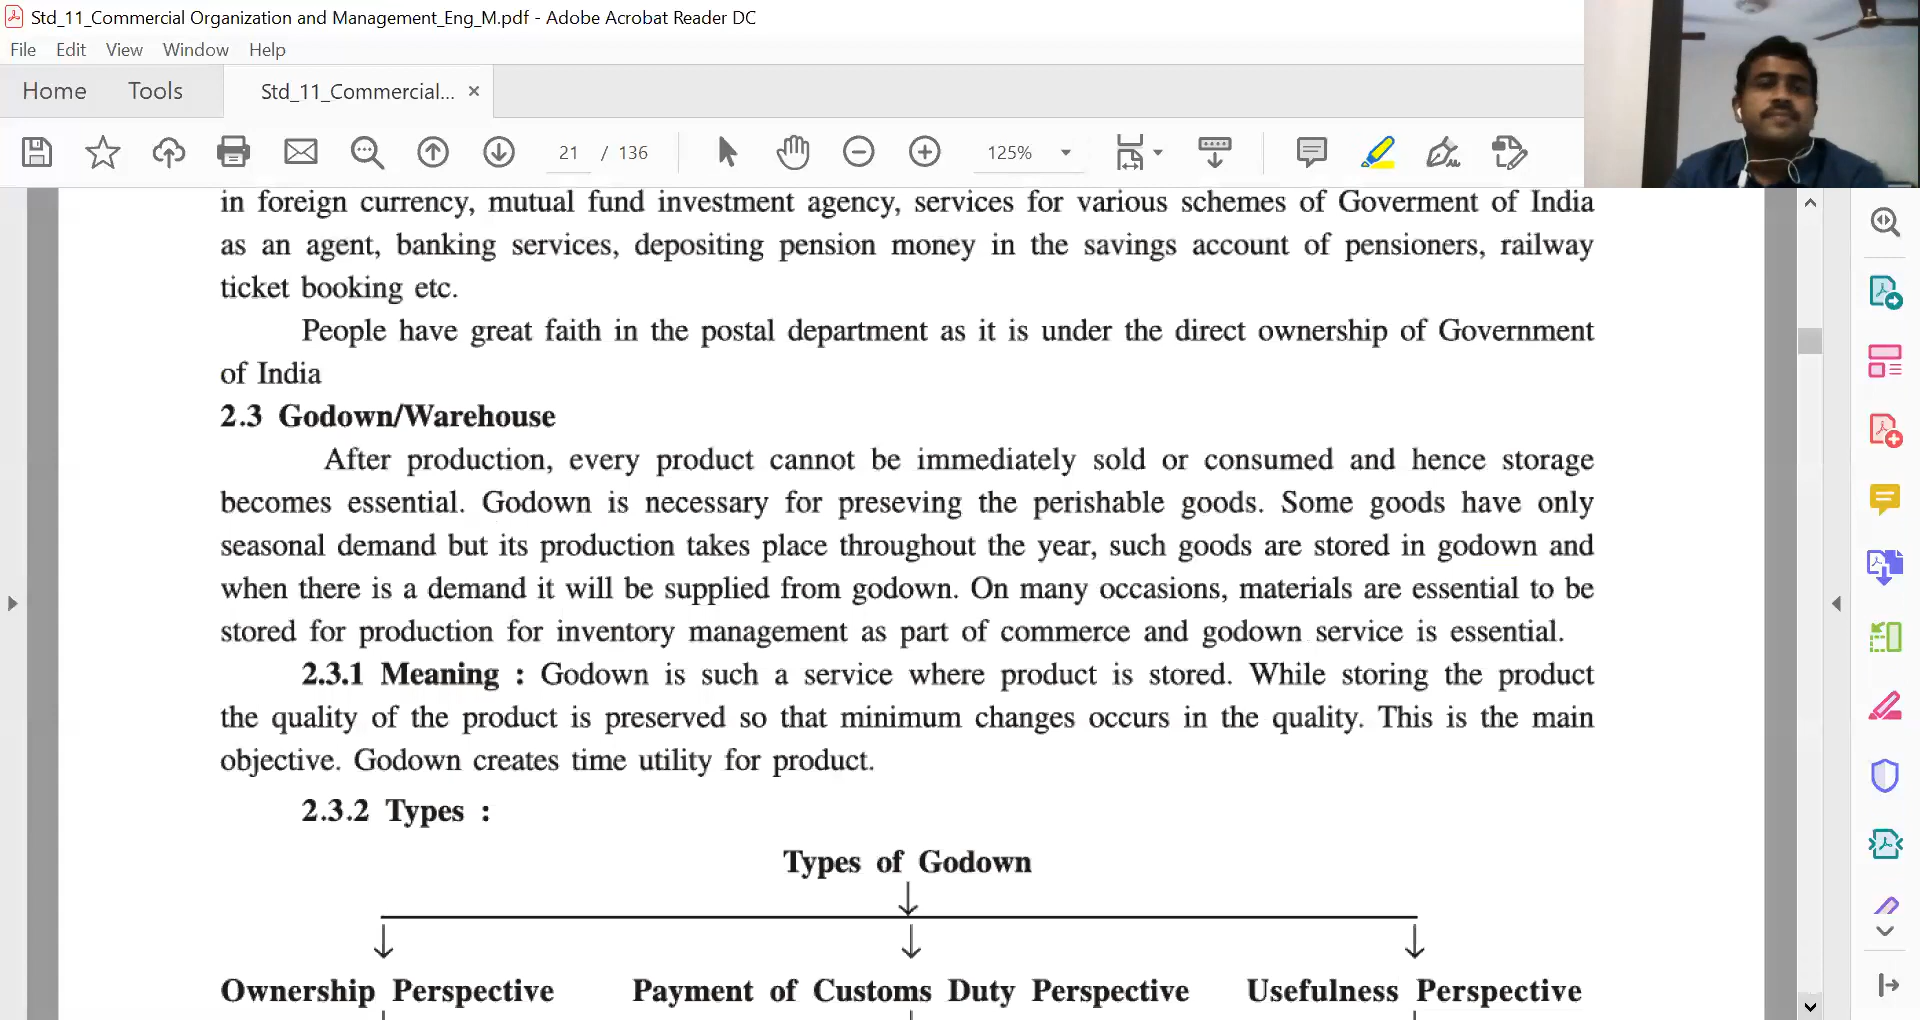 Std_11_Commercial Organization and Management_Eng_M.pdf - Adobe Acrobat Reader DC
File Edit View Window Help
Home Tools Std_11_Commercial... ×
21 / 136 125%
in foreign currency, mutual fund investment agency, services for various schemes of Goverment of India
as an agent, banking services, depositing pension money in the savings account of pensioners, railway
ticket booking etc.
People have great faith in the postal department as it is under the direct ownership of Government
of India
2.3 Godown/Warehouse
After production, every product cannot be immediately sold or consumed and hence storage
becomes essential. Godown is necessary for preseving the perishable goods. Some goods have only
seasonal demand but its production takes place throughout the year, such goods are stored in godown and
when there is a demand it will be supplied from godown. On many occasions, materials are essential to be
stored for production for inventory management as part of commerce and godown service is essential.
2.3.1 Meaning : Godown is such a service where product is stored. While storing the product
the quality of the product is preserved so that minimum changes occurs in the quality. This is the main
objective. Godown creates time utility for product.
2.3.2 Types :
Types of Godown
Ownership Perspective Payment of Customs Duty Perspective Usefulness Perspective